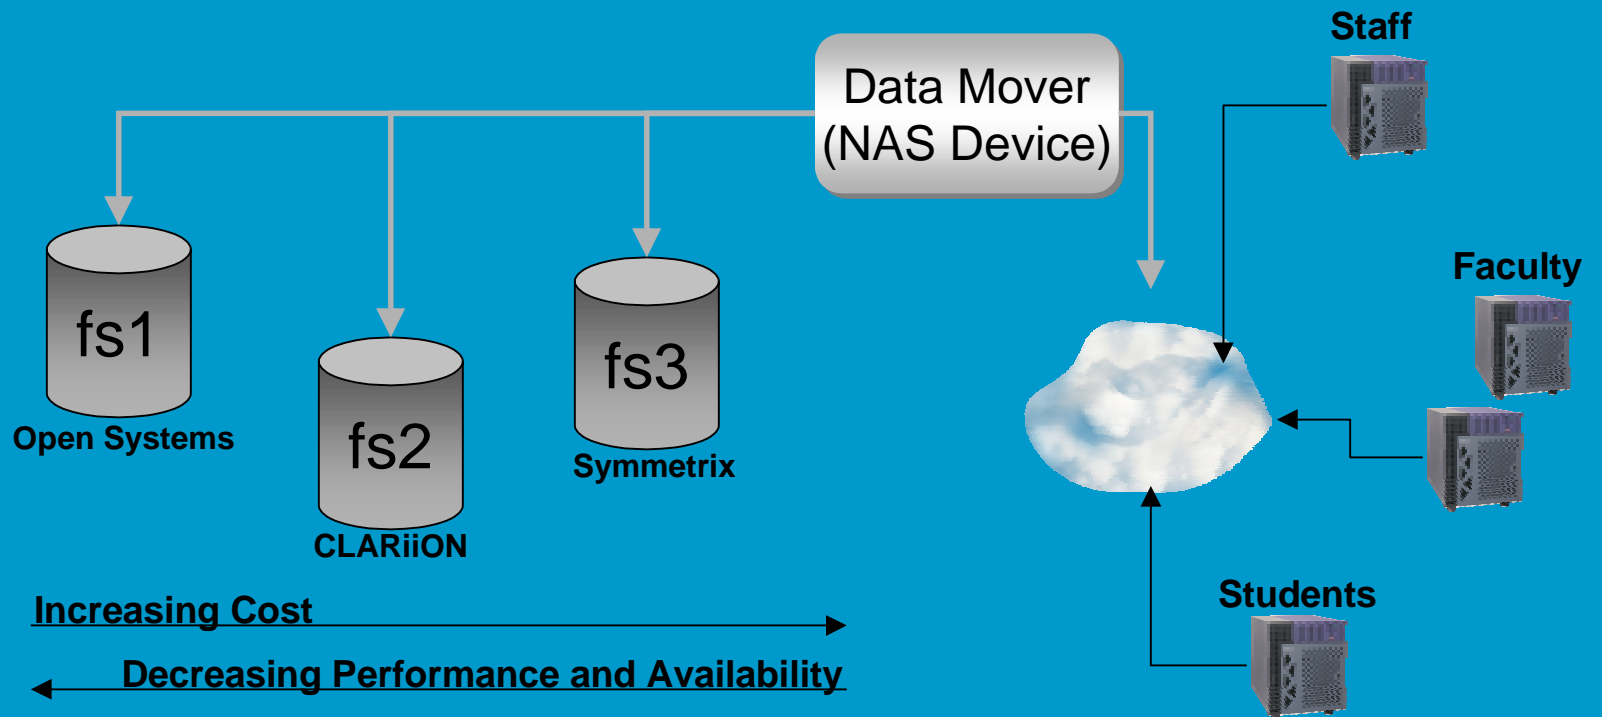 Staff
Data Mover
(NAS Device)
Faculty
fs1
fs3
fs2
Open Systems
Symmetrix
CLARiiON
Students
Increasing Cost
Decreasing Performance and Availability